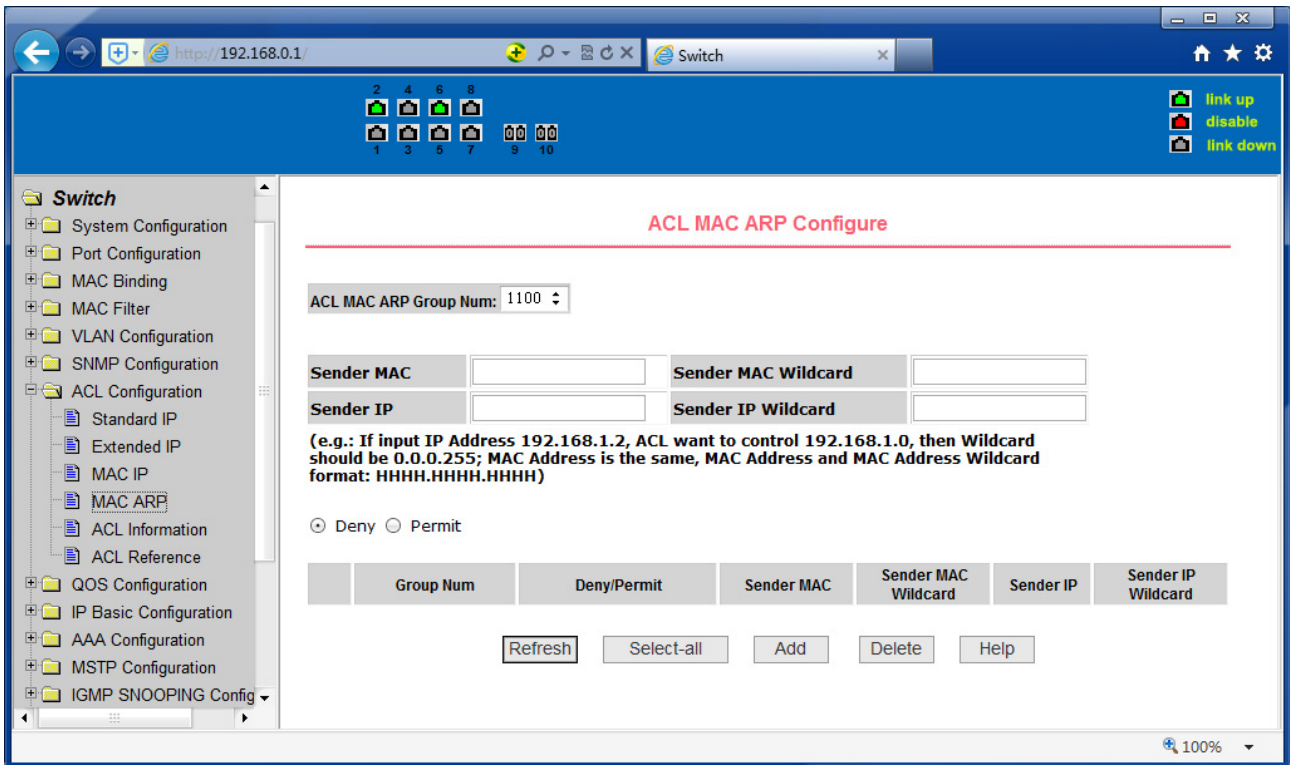 http://192.168.0.1/
Switch
2 4 6 8
1 3 5 7 9 10
link up
disable
link down
Switch
System Configuration
Port Configuration
MAC Binding
MAC Filter
VLAN Configuration
SNMP Configuration
ACL Configuration
Standard IP
Extended IP
MAC IP
MAC ARP
ACL Information
ACL Reference
QOS Configuration
IP Basic Configuration
AAA Configuration
MSTP Configuration
IGMP SNOOPING Config
ACL MAC ARP Configure
ACL MAC ARP Group Num: 1100
Sender MAC Sender MAC Wildcard
Sender IP Sender IP Wildcard
(e.g.: If input IP Address 192.168.1.2, ACL want to control 192.168.1.0, then Wildcard
should be 0.0.0.255; MAC Address is the same, MAC Address and MAC Address Wildcard
format: HHHH.HHHH.HHHH)
Deny Permit
Group Num Deny/Permit Sender MAC Sender MAC Wildcard Sender IP Sender IP Wildcard
Refresh Select-all Add Delete Help
100%